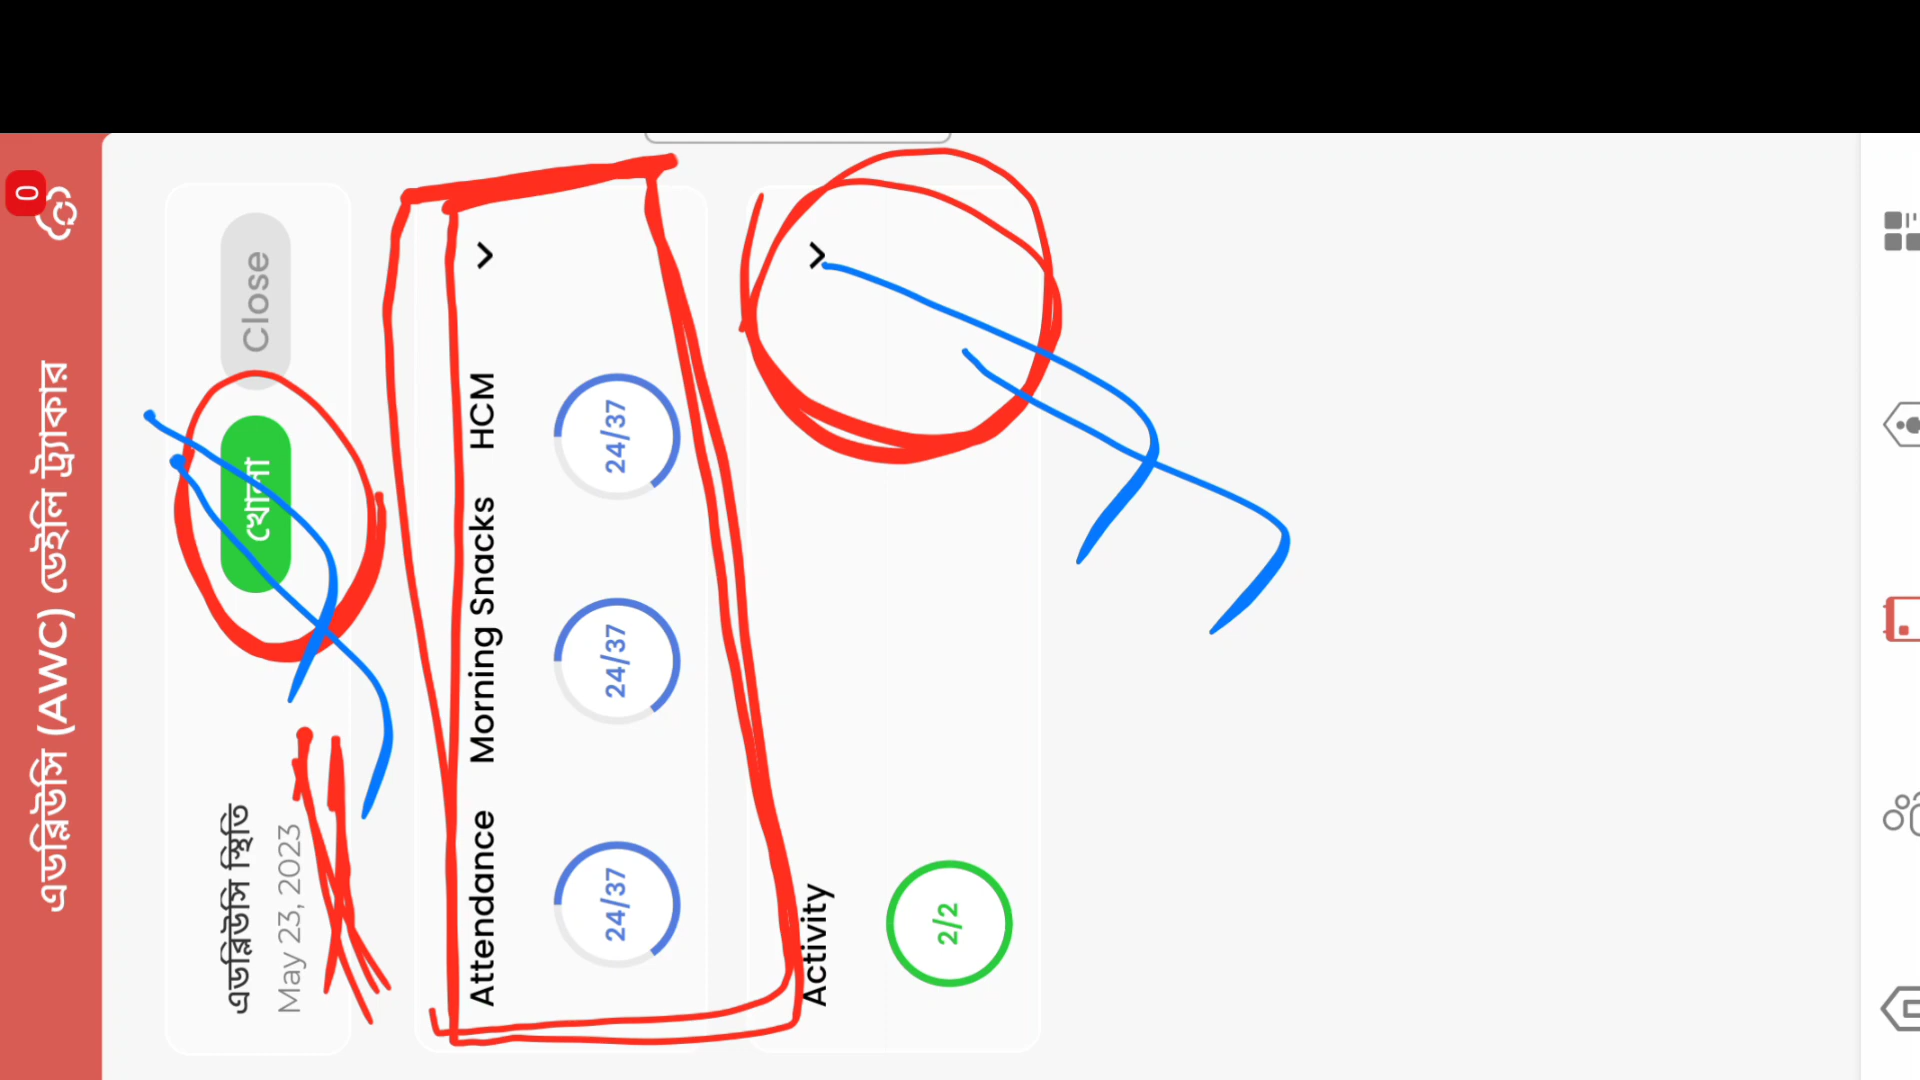 এডব্লিউসি (AWC) ডেইলি ট্র্যাকার
0
এডব্লিউসি স্থিতি
May 23, 2023
খোলা
Close
Attendance Morning Snacks HCM
24/37 24/37 24/37
Activity
2/2